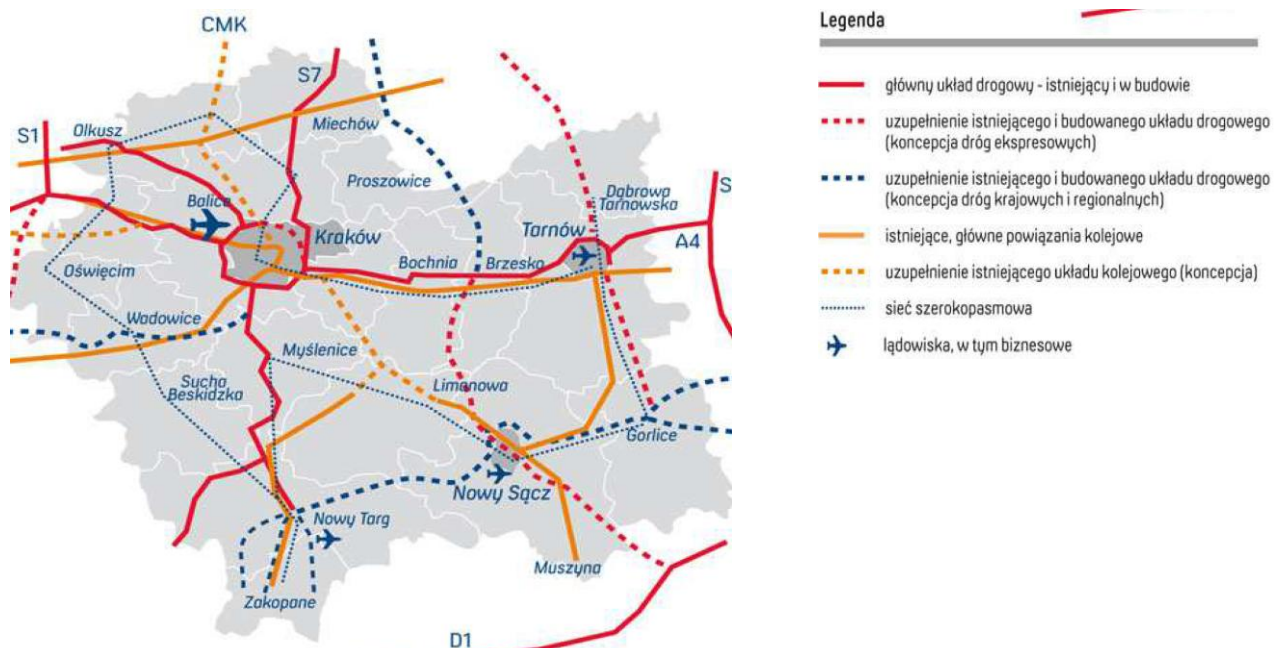 CMK
S7
S1
Olkusz
Miechów
Proszowice
Balice
Kraków
Dąbrowa
Tarnowska
Tarnów
S
A4
Bochnia
Brzesko
Oświęcim
Wadowice
Myślenice
Sucha
Beskidzka
Limanowa
Gorlice
Nowy Sącz
Nowy Targ
Muszyna
Zakopane
D1
Legenda
główny układ drogowy - istniejący i w budowie
uzupełnienie istniejącego i budowanego układu drogowego
(koncepcja dróg ekspresowych)
uzupełnienie istniejącego i budowanego układu drogowego
(koncepcja dróg krajowych i regionalnych)
istniejące, główne powiązania kolejowe
uzupełnienie istniejącego układu kolejowego (koncepcja)
sieć szerokopasmowa
lądowiska, w tym biznesowe